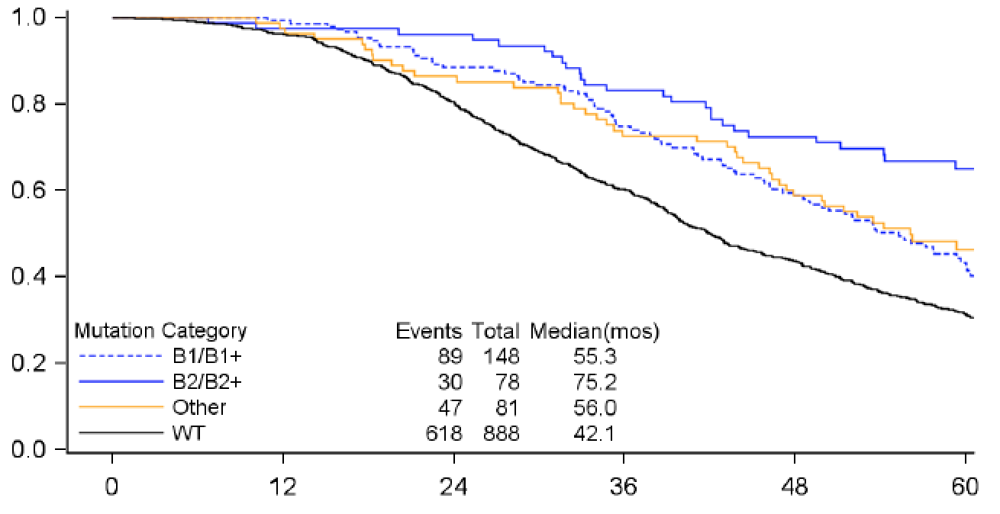 1.0
0.8
0.6
0.4
Mutation Category Events Total Median(mos)
0.2 B1/B1+ 89 148 55.3
B2/B2+ 30 78 75.2
Other 47 81 56.0
WT 618 888 42.1
0.0
0 12 24 36 48 60